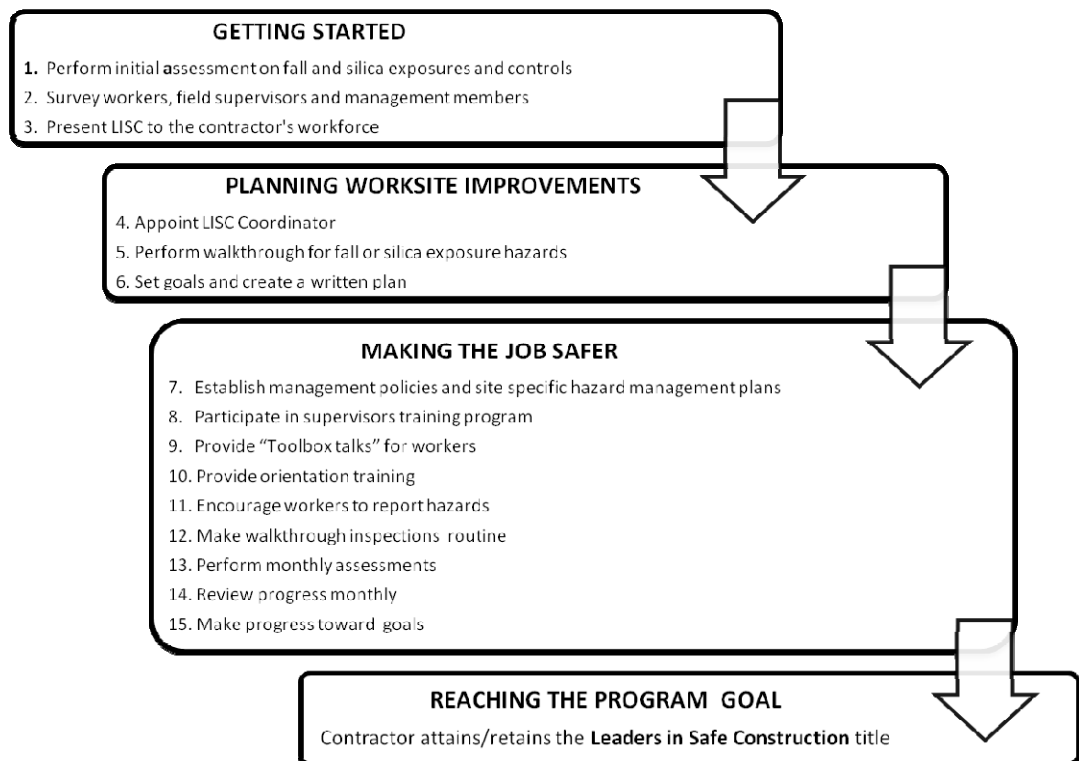 GETTING STARTED
1. Perform initial assessment on fall and silica exposures and controls
2. Survey workers, field supervisors and management members
3. Present LISC to the contractor's workforce
PLANNING WORKSITE IMPROVEMENTS
4. Appoint LISC Coordinator
5. Perform walkthrough for fall or silica exposure hazards
6. Set goals and create a written plan
MAKING THE JOB SAFER
7. Establish management policies and site specific hazard management plans
8. Participate in supervisors training program
9. Provide “Toolbox talks” for workers
10. Provide orientation training
11. Encourage workers to report hazards
12. Make walkthrough inspections routine
13. Perform monthly assessments
14. Review progress monthly
15. Make progress toward goals
REACHING THE PROGRAM GOAL
Contractor attains/retains the Leaders in Safe Construction title